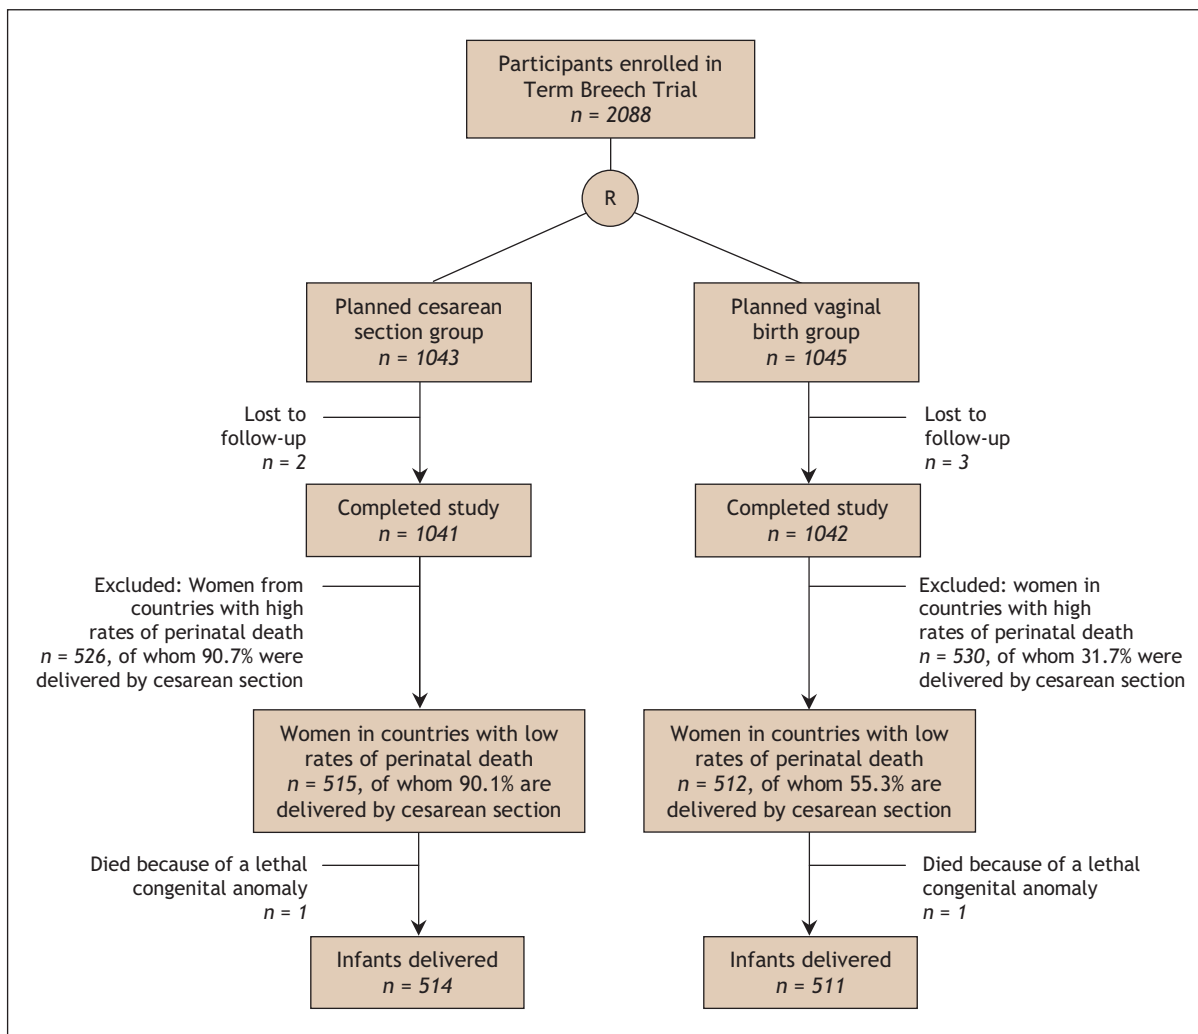 Participants enrolled in
Term Breech Trial
n = 2088
R
Planned cesarean
section group
n = 1043
Planned vaginal
birth group
n = 1045
Lost to
follow-up
n = 2
Lost to
follow-up
n = 3
Completed study
n = 1041
Completed study
n = 1042
Excluded: Women from
countries with high
rates of perinatal death
n = 526, of whom 90.7% were
delivered by cesarean section
Excluded: women in
countries with high
rates of perinatal death
n = 530, of whom 31.7% were
delivered by cesarean section
Women in countries with low
rates of perinatal death
n = 515, of whom 90.1% are
delivered by cesarean section
Women in countries with low
rates of perinatal death
n = 512, of whom 55.3% are
delivered by cesarean section
Died because of a lethal
congenital anomaly
n = 1
Died because of a lethal
congenital anomaly
n = 1
Infants delivered
n = 514
Infants delivered
n = 511